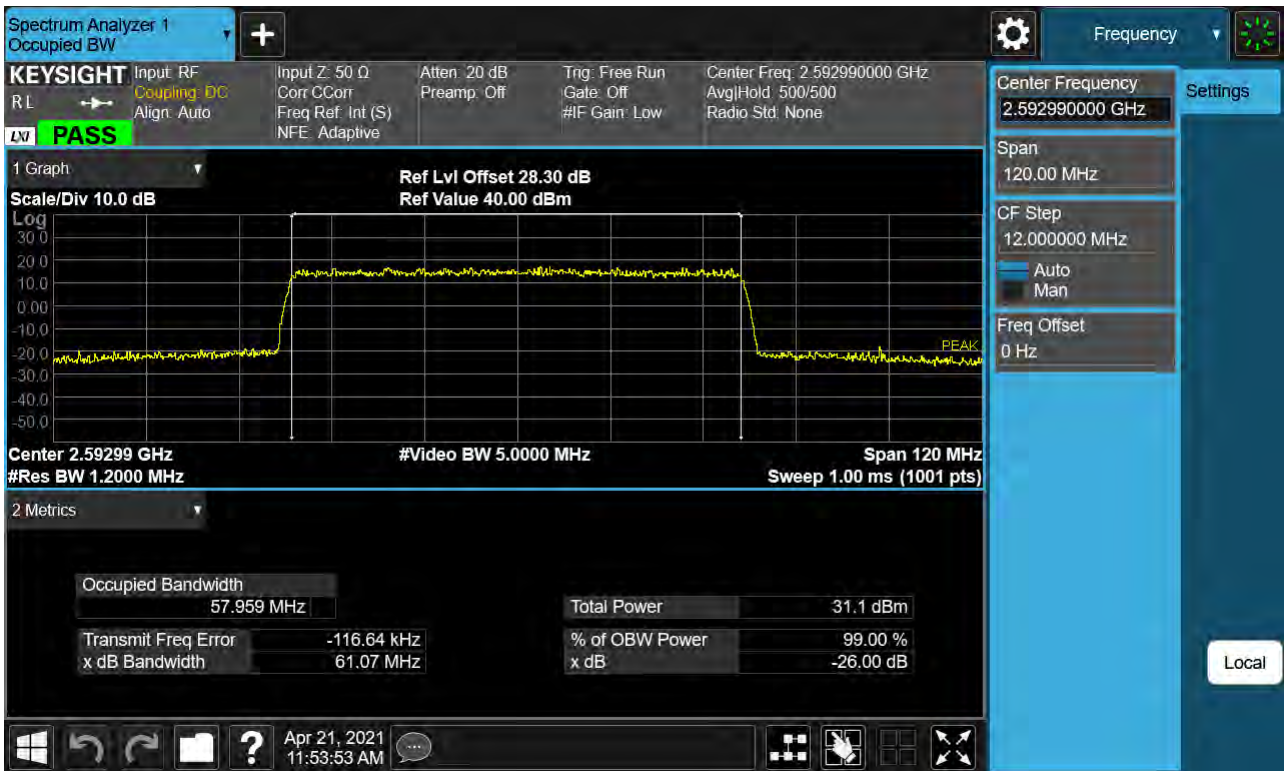 Spectrum Analyzer 1
Occupied BW
+
Frequency
KEYSIGHT
R L
LXI PASS
Input: RF
Coupling: DC
Align: Auto
Input Z: 50 Ω
Corr CCorr
Freq Ref: Int (S)
NFE: Adaptive
Atten: 20 dB
Preamp: Off
Trig: Free Run
Gate: Off
#IF Gain: Low
Center Freq: 2.592990000 GHz
Avg|Hold: 500/500
Radio Std: None
1 Graph
Scale/Div 10.0 dB
Ref Lvl Offset 28.30 dB
Ref Value 40.00 dBm
Log
30.0
20.0
10.0
0.00
-10.0
-20.0
-30.0
-40.0
-50.0
PEAK
Center 2.59299 GHz
#Video BW 5.0000 MHz
Span 120 MHz
#Res BW 1.2000 MHz
Sweep 1.00 ms (1001 pts)
2 Metrics
Occupied Bandwidth
57.959 MHz
Total Power 31.1 dBm
Transmit Freq Error -116.64 kHz
% of OBW Power 99.00 %
x dB Bandwidth 61.07 MHz
x dB -26.00 dB
Center Frequency
2.592990000 GHz
Settings
Span
120.00 MHz
CF Step
12.000000 MHz
Auto
Man
Freq Offset
0 Hz
Local
?
Apr 21, 2021
11:53:53 AM